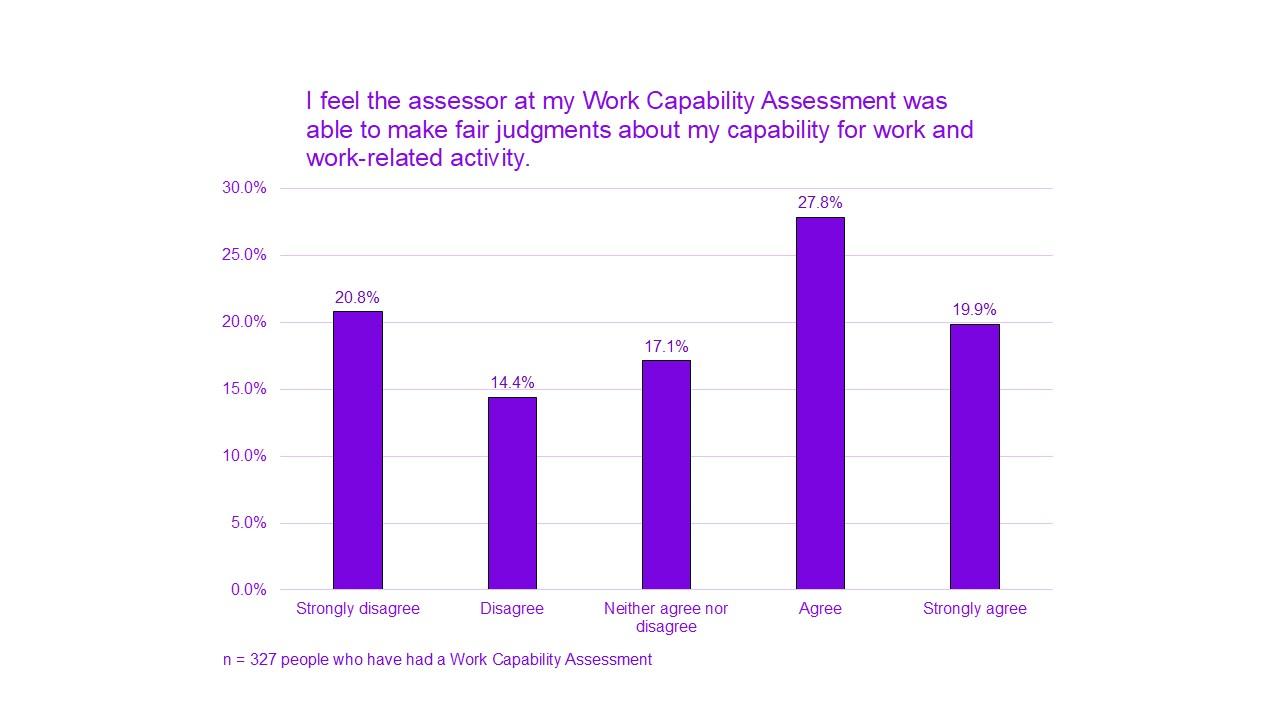 I feel the assessor at my Work Capability Assessment was
able to make fair judgments about my capability for work and
work-related activity.
30.0%
25.0%
20.0%
15.0%
10.0%
5.0%
0.0%
20.8%
14.4%
17.1%
27.8%
19.9%
Strongly disagree
Disagree
Neither agree nor
disagree
Agree
Strongly agree
n = 327 people who have had a Work Capability Assessment